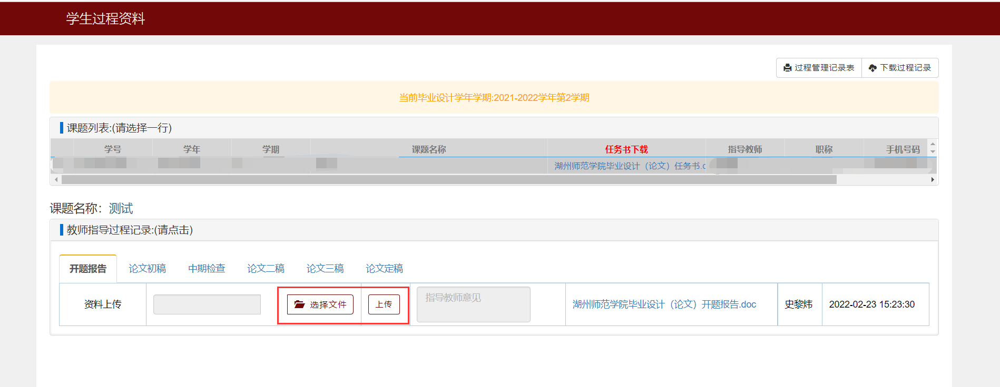 学生过程资料
过程管理记录表 下载过程记录
当前毕业设计学年学期:2021-2022学年第2学期
课题列表:(请选择一行)
学号 学年 学期 课题名称 任务书下载 指导教师 职称 手机号码
湖州师范学院毕业设计（论文）任务书.d
课题名称：测试
教师指导过程记录:(请点击)
开题报告 论文初稿 中期检查 论文二稿 论文三稿 论文定稿
资料上传 选择文件 上传 指导教师意见 湖州师范学院毕业设计（论文）开题报告.doc 史黎炜 2022-02-23 15:23:30